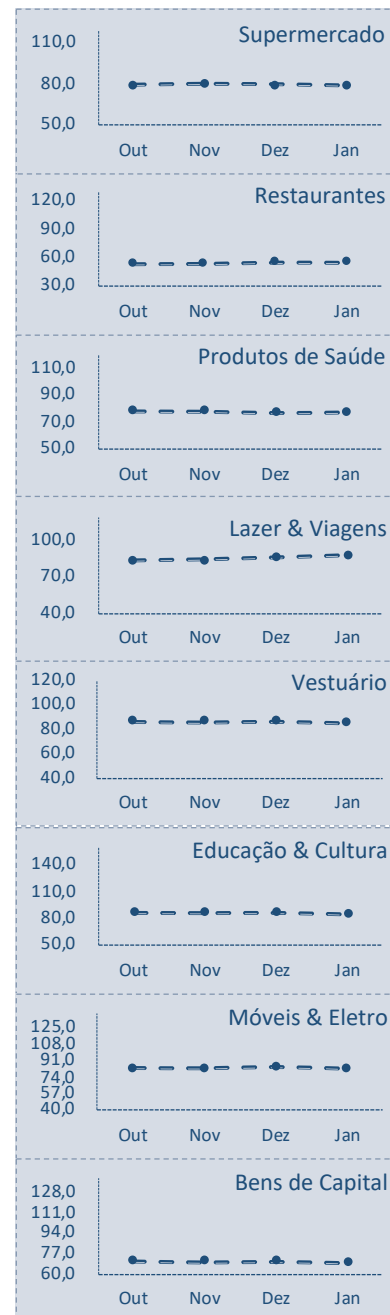 Supermercado
110,0
80,0
50,0
Out Nov Dez Jan
Restaurantes
120,0
90,0
60,0
30,0
Out Nov Dez Jan
Produtos de Saúde
110,0
90,0
70,0
50,0
Out Nov Dez Jan
Lazer & Viagens
100,0
70,0
40,0
Out Nov Dez Jan
Vestuário
120,0
100,0
80,0
60,0
40,0
Out Nov Dez Jan
Educação & Cultura
140,0
110,0
80,0
50,0
Out Nov Dez Jan
Móveis & Eletro
125,0
108,0
91,0
74,0
57,0
40,0
Out Nov Dez Jan
Bens de Capital
128,0
111,0
94,0
77,0
60,0
Out Nov Dez Jan